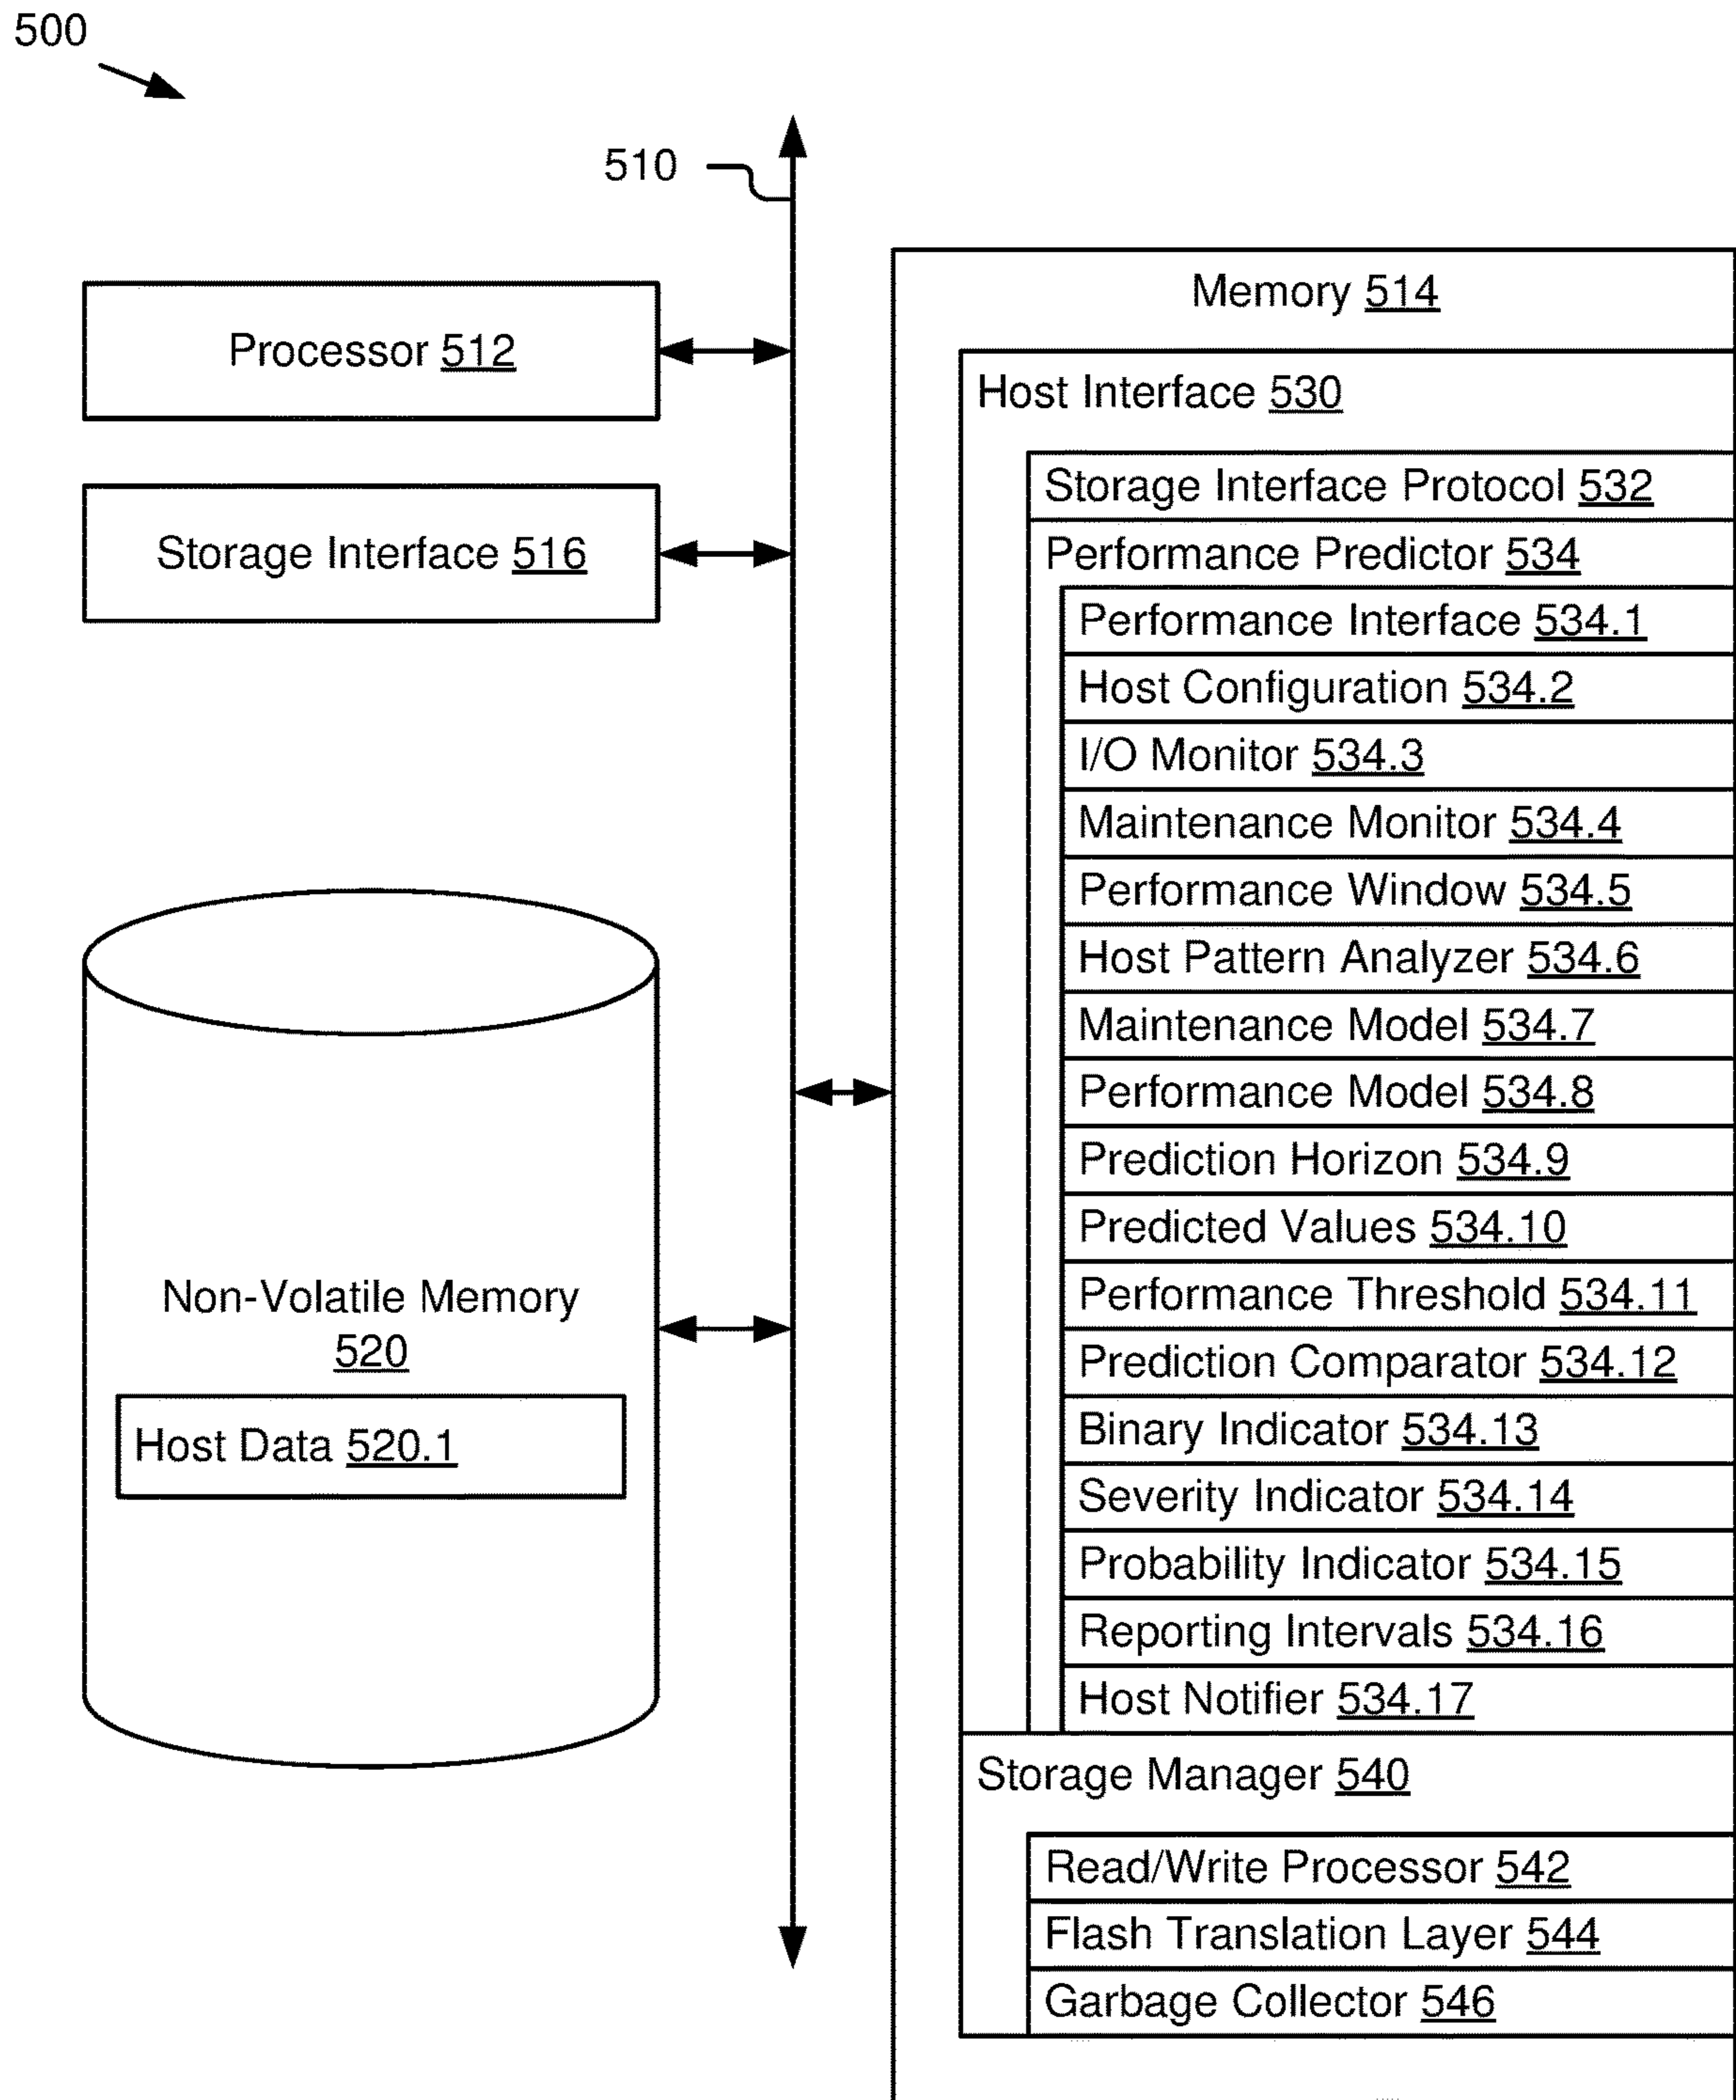 500
510
Processor 512
Storage Interface 516
Non-Volatile Memory
520
Host Data 520.1
Memory 514
Host Interface 530
Storage Interface Protocol 532
Performance Predictor 534
Performance Interface 534.1
Host Configuration 534.2
I/O Monitor 534.3
Maintenance Monitor 534.4
Performance Window 534.5
Host Pattern Analyzer 534.6
Maintenance Model 534.7
Performance Model 534.8
Prediction Horizon 534.9
Predicted Values 534.10
Performance Threshold 534.11
Prediction Comparator 534.12
Binary Indicator 534.13
Severity Indicator 534.14
Probability Indicator 534.15
Reporting Intervals 534.16
Host Notifier 534.17
Storage Manager 540
Read/Write Processor 542
Flash Translation Layer 544
Garbage Collector 546